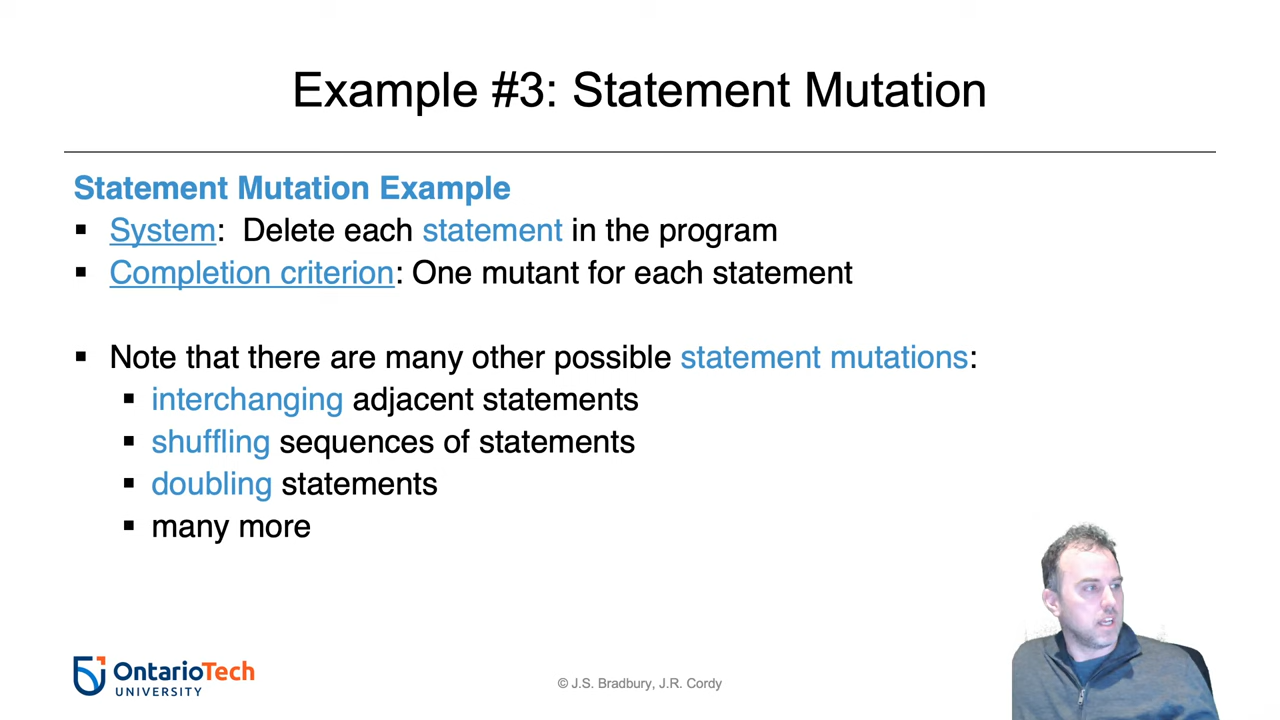 Example #3: Statement Mutation
Statement Mutation Example
▪ System: Delete each statement in the program
▪ Completion criterion: One mutant for each statement
▪ Note that there are many other possible statement mutations:
▪ interchanging adjacent statements
▪ shuffling sequences of statements
▪ doubling statements
▪ many more
OntarioTech
UNIVERSITY
© J.S. Bradbury, J.R. Cordy